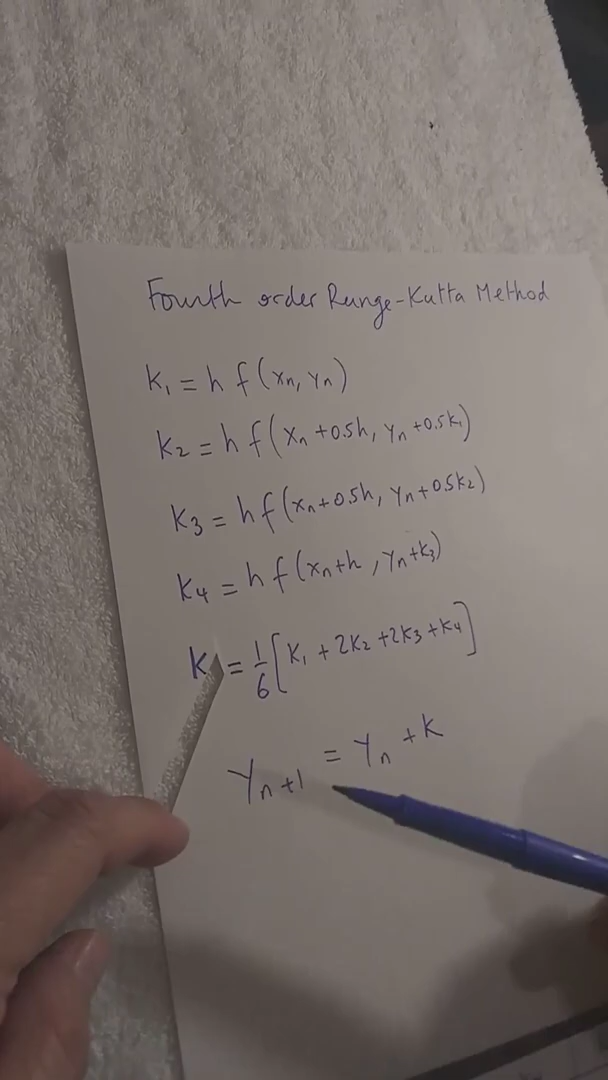 Fourth order Runge-Kutta Method
K₁ = h f(xₙ, yₙ)
K₂ = h f(xₙ + 0.5h, yₙ + 0.5k₁)
K₃ = h f(xₙ + 0.5h, yₙ + 0.5k₂)
K₄ = h f(xₙ + h, yₙ + k₃)
K = 1/6 [K₁ + 2K₂ + 2K₃ + K₄]
Yₙ₊₁ = Yₙ + K